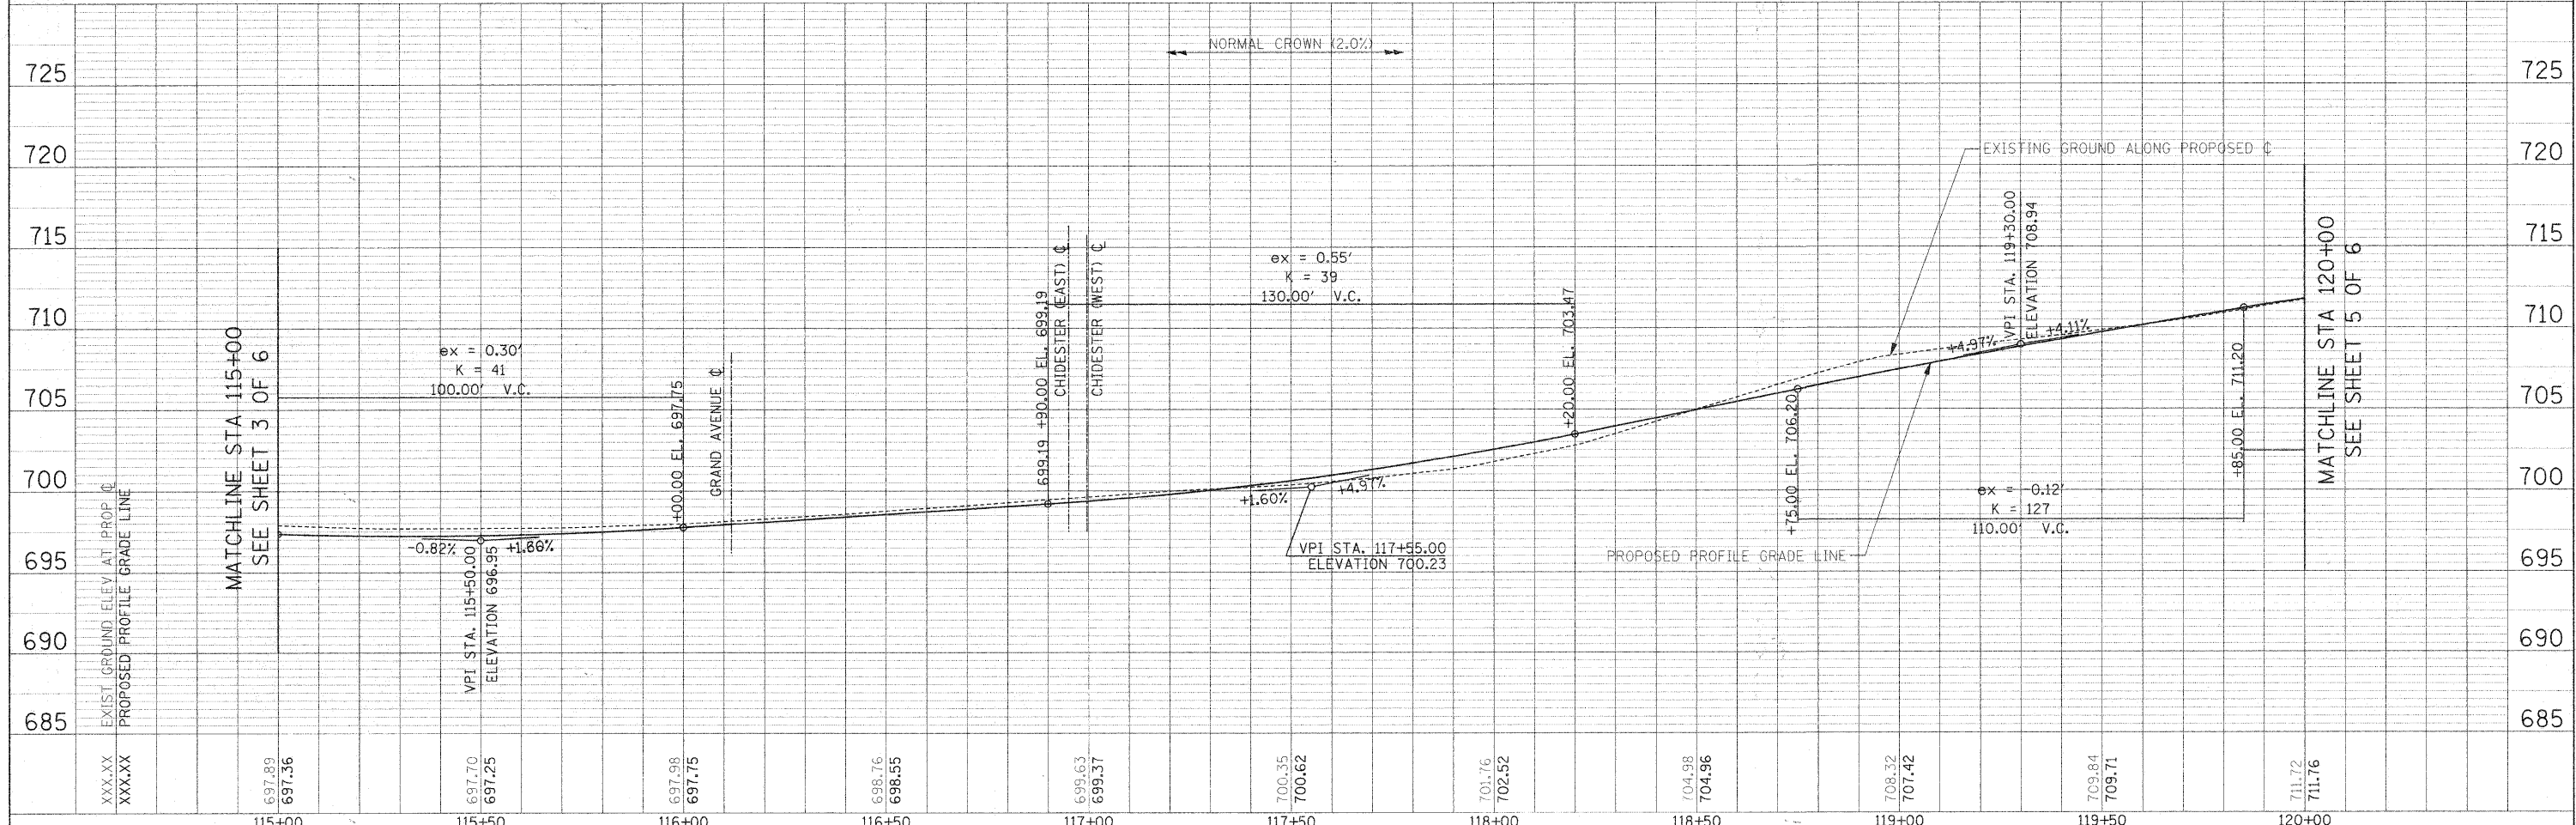 NORMAL CROWN (2.0%)
725
725
720
EXISTING GROUND ALONG PROPOSED ℄
720
715
715
710
710
705
705
700
700
695
695
690
690
685
685
MATCHLINE STA 115+00
SEE SHEET 3 OF 6
ex = 0.30'
K = 41
100.00' V.C.
-0.82%
+1.66%
VPI STA. 115+50.00
ELEVATION 696.95
+00.00 EL. 697.75
GRAND AVENUE ℄
699.19 +90.00 EL. 699.19
CHIDESTER (EAST) ℄
CHIDESTER (WEST) ℄
ex = 0.55'
K = 39
130.00' V.C.
+1.60%
+4.97%
VPI STA. 117+55.00
ELEVATION 700.23
+20.00 EL. 703.47
PROPOSED PROFILE GRADE LINE
+75.00 EL. 706.20
+4.97%
VPI STA. 119+30.00
ELEVATION 708.94
+4.11%
ex = -0.12'
K = 127
110.00' V.C.
+85.00 EL. 711.20
MATCHLINE STA 120+00
SEE SHEET 5 OF 6
EXIST GROUND ELEV AT PROP ℄
PROPOSED PROFILE GRADE LINE
XXX.XX
XXX.XX
697.89
697.36
697.70
697.25
697.98
697.75
698.76
698.55
699.63
699.37
700.35
700.62
701.76
702.52
704.98
704.96
708.32
707.42
709.84
709.71
711.72
711.76
115+00
115+50
116+00
116+50
117+00
117+50
118+00
118+50
119+00
119+50
120+00